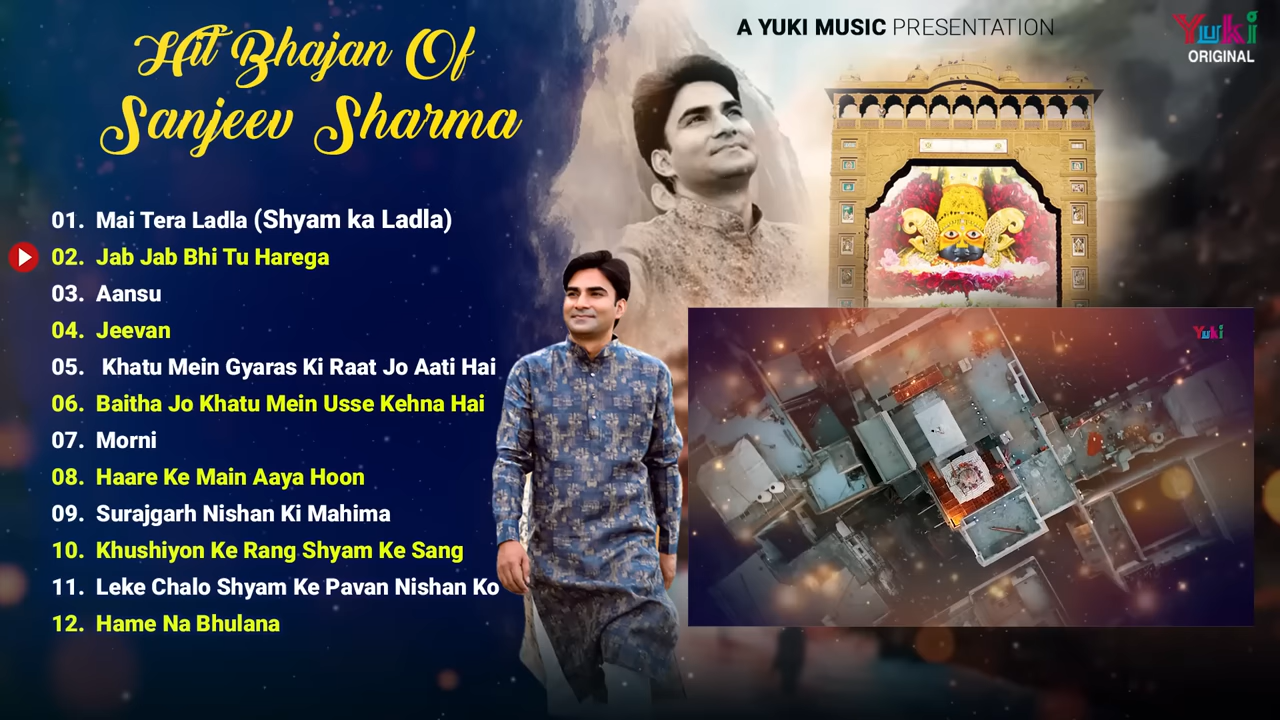 Hit Bhajan Of
Sanjeev Sharma
A YUKI MUSIC PRESENTATION
Yuki
ORIGINAL
01. Mai Tera Ladla (Shyam ka Ladla)
02. Jab Jab Bhi Tu Harega
03. Aansu
04. Jeevan
05. Khatu Mein Gyaras Ki Raat Jo Aati Hai
06. Baitha Jo Khatu Mein Usse Kehna Hai
07. Morni
08. Haare Ke Main Aaya Hoon
09. Surajgarh Nishan Ki Mahima
10. Khushiyon Ke Rang Shyam Ke Sang
11. Leke Chalo Shyam Ke Pavan Nishan Ko
12. Hame Na Bhulana
Yuki